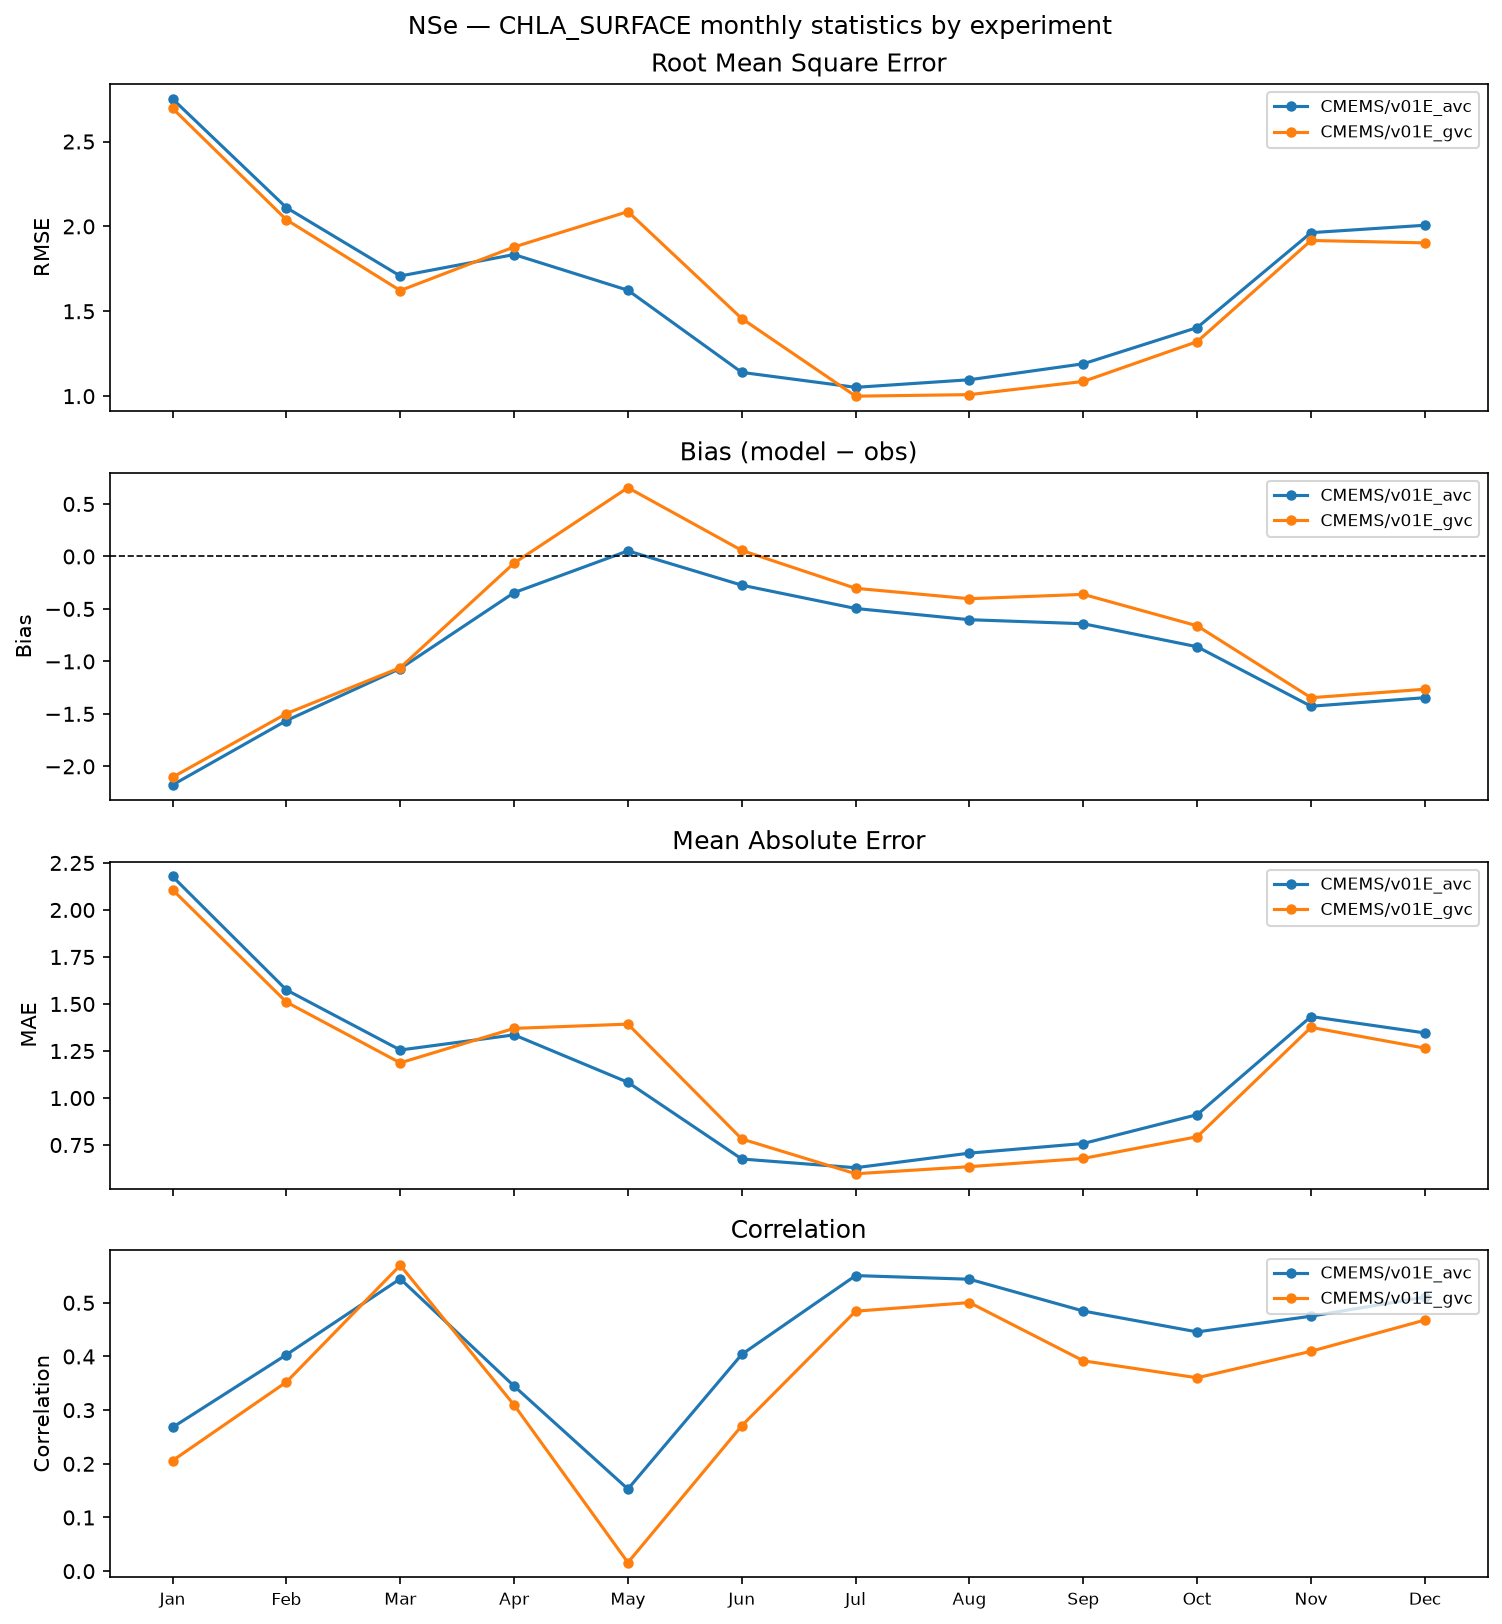 NSe — CHLA_SURFACE monthly statistics by experiment
Root Mean Square Error
CMEMS/v01E_avc
CMEMS/v01E_gvc
RMSE
2.5
2.0
1.5
1.0
Bias (model − obs)
CMEMS/v01E_avc
CMEMS/v01E_gvc
Bias
0.5
0.0
−0.5
−1.0
−1.5
−2.0
Mean Absolute Error
CMEMS/v01E_avc
CMEMS/v01E_gvc
MAE
2.25
2.00
1.75
1.50
1.25
1.00
0.75
Correlation
CMEMS/v01E_avc
CMEMS/v01E_gvc
Correlation
0.5
0.4
0.3
0.2
0.1
0.0
Jan Feb Mar Apr May Jun Jul Aug Sep Oct Nov Dec